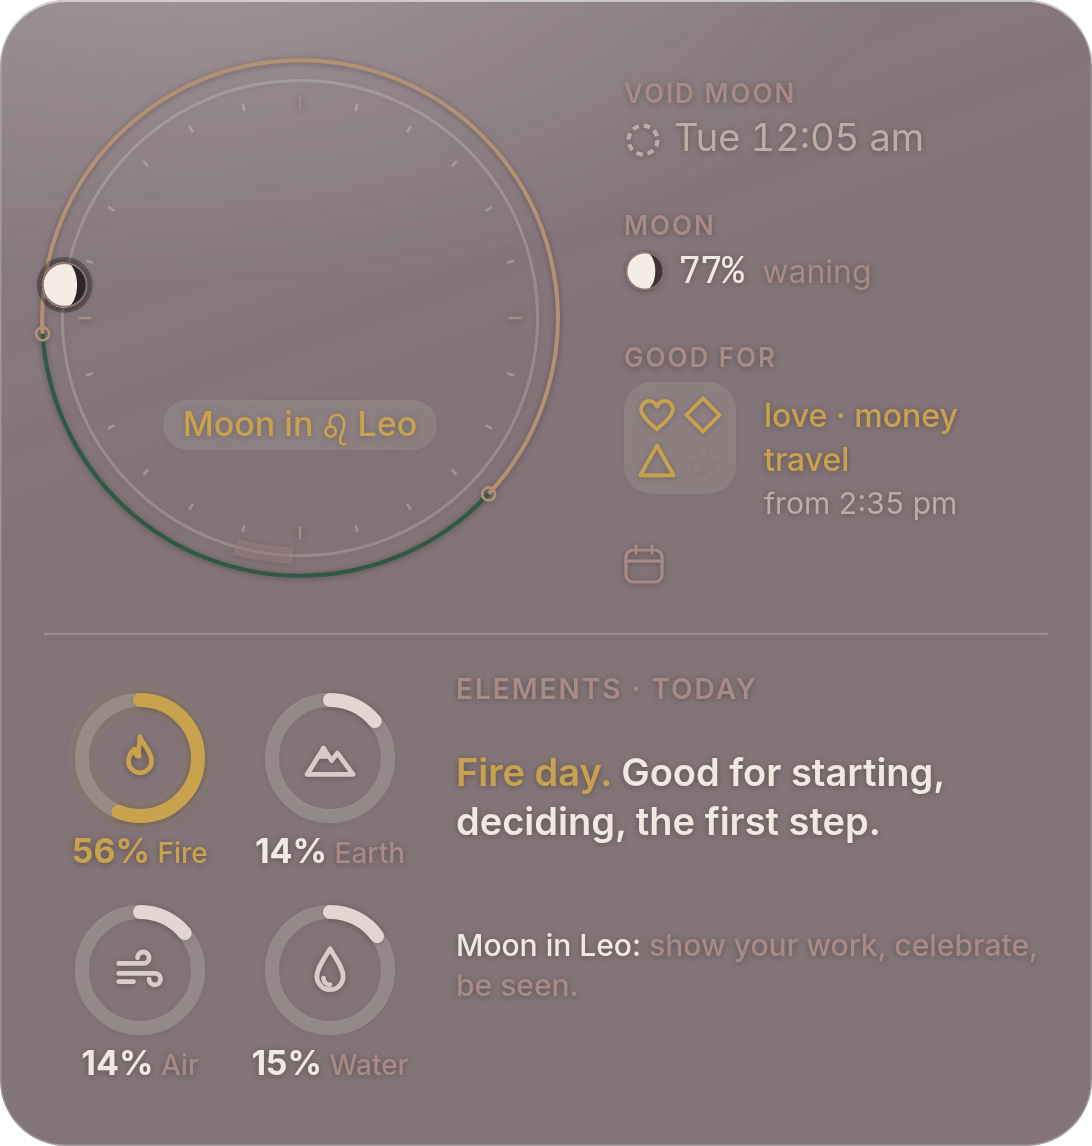 VOID MOON
Tue 12:05 am
MOON
77% waning
GOOD FOR
love · money
travel
from 2:35 pm
Moon in ♌ Leo
ELEMENTS · TODAY
Fire day. Good for starting,
deciding, the first step.
Moon in Leo: show your work, celebrate,
be seen.
56% Fire
14% Earth
14% Air
15% Water